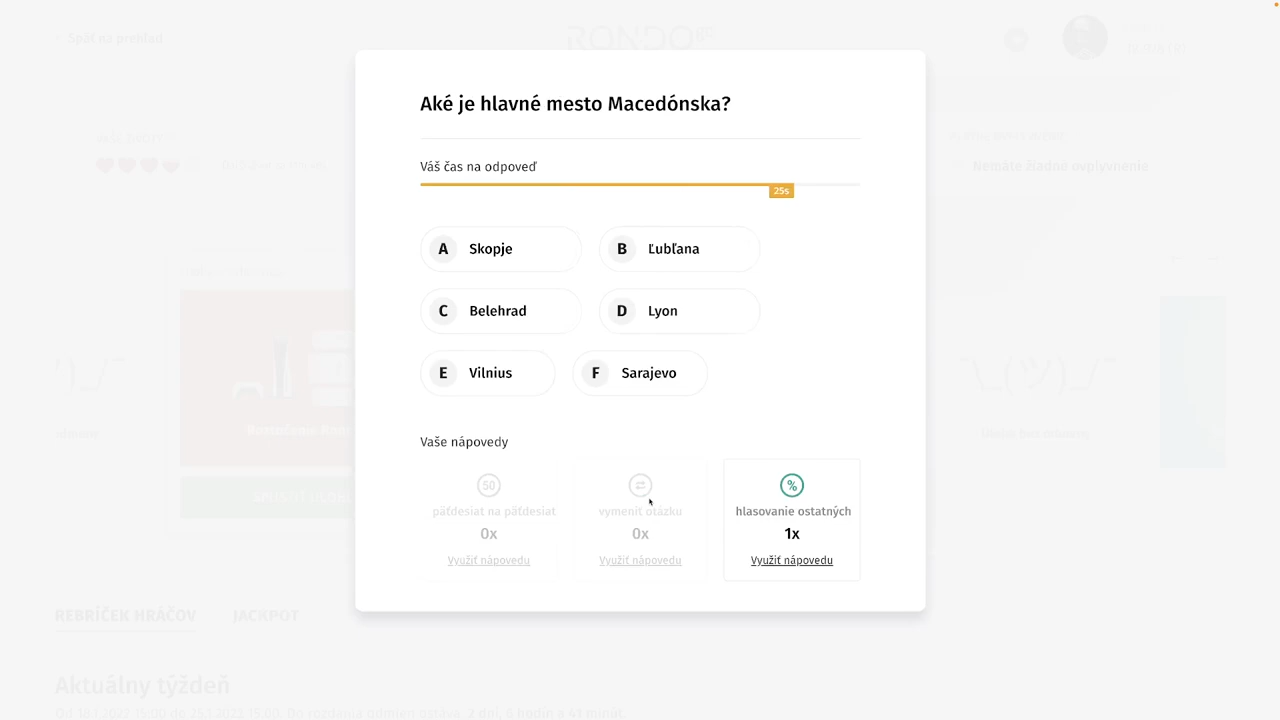 Späť na prehľad
RONDO
Aké je hlavné mesto Macedónska?
Váš čas na odpoveď
25s
A Skopje
B Ľubľana
C Belehrad
D Lyon
E Vilnius
F Sarajevo
Vaše nápovedy
50
päťdesiat na päťdesiat
0x
Využiť nápovedu
vymeniť otázku
0x
Využiť nápovedu
%
hlasovanie ostatných
1x
Využiť nápovedu
Nemáte žiadne ovplyvnenie
¯\_(ツ)_/¯
REBRÍČEK HRÁČOV
JACKPOT
Aktuálny týždeň